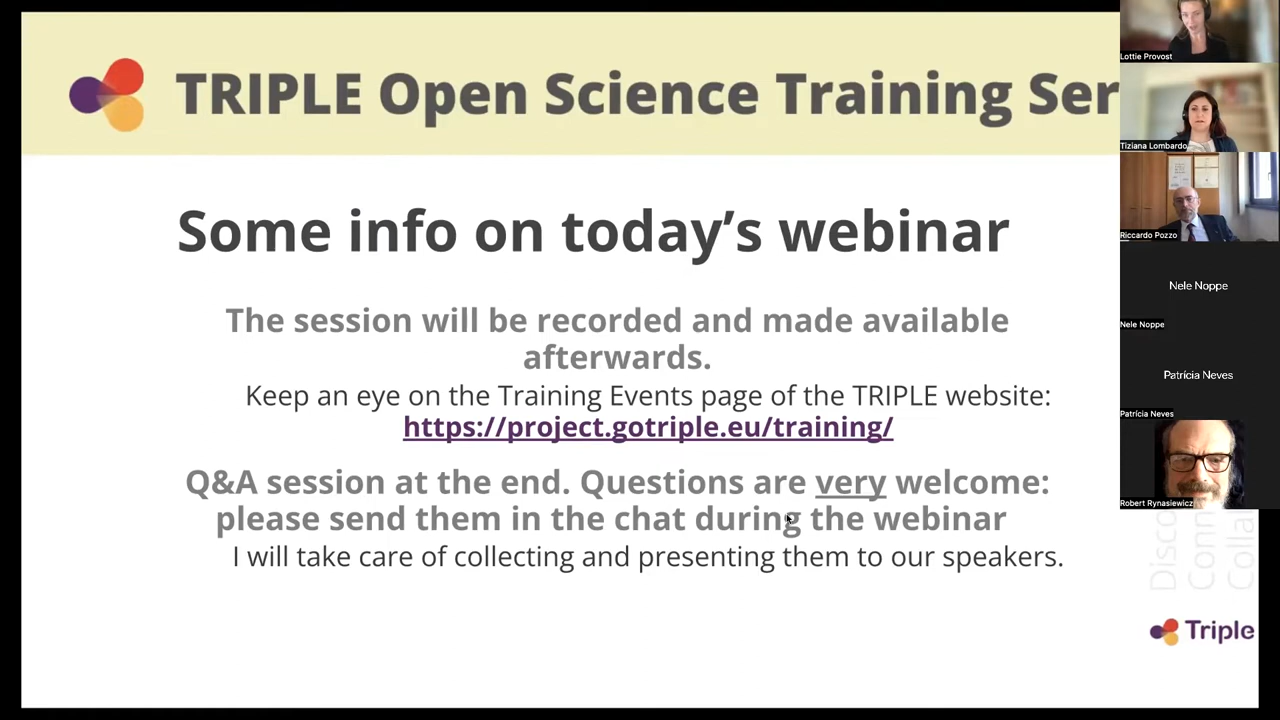 TRIPLE Open Science Training Ser
Some info on today's webinar
The session will be recorded and made available
afterwards.
Keep an eye on the Training Events page of the TRIPLE website:
https://project.gotriple.eu/training/
Q&A session at the end. Questions are very welcome:
please send them in the chat during the webinar
I will take care of collecting and presenting them to our speakers.
Lottie Provost
Tiziana Lombardo
Riccardo Pozzo
Nele Noppe
Nele Noppe
Patrícia Neves
Patrícia Neves
Robert Rynasiewicz
Disco
Conn
Colla
Triple